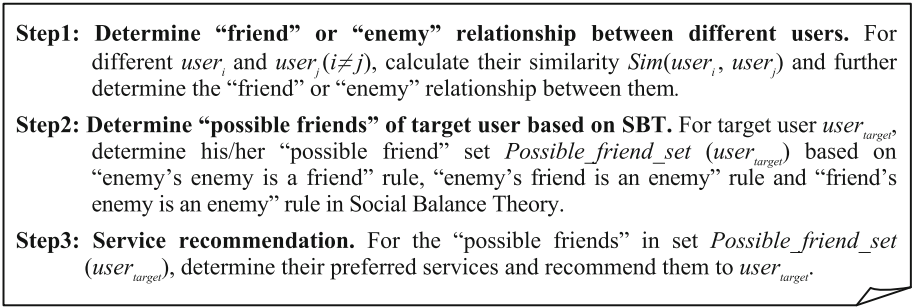 Step1: Determine “friend” or “enemy” relationship between different users. For
different user_i and user_j(i≠j), calculate their similarity Sim(user_i, user_j) and further
determine the “friend” or “enemy” relationship between them.
Step2: Determine “possible friends” of target user based on SBT. For target user user_target,
determine his/her “possible friend” set Possible_friend_set (user_target) based on
“enemy’s enemy is a friend” rule, “enemy’s friend is an enemy” rule and “friend’s
enemy is an enemy” rule in Social Balance Theory.
Step3: Service recommendation. For the “possible friends” in set Possible_friend_set
(user_target), determine their preferred services and recommend them to user_target.